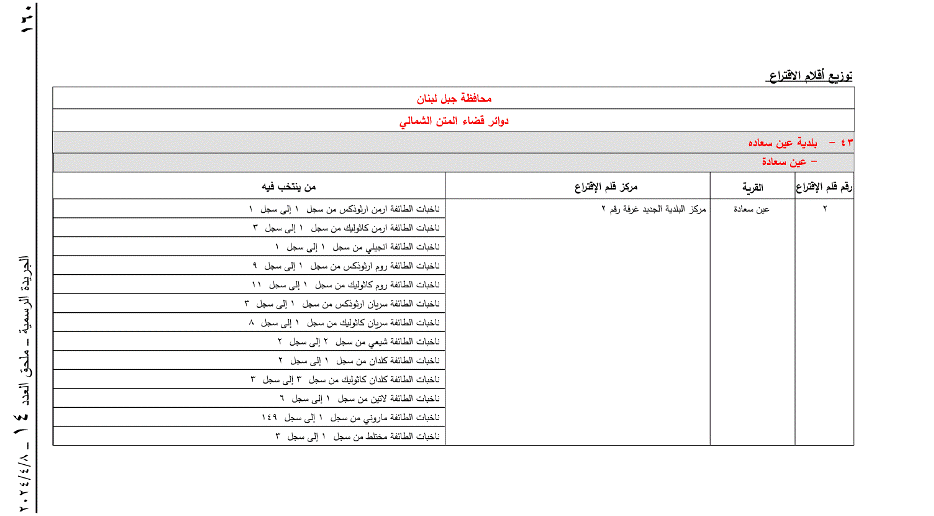 ١٦٠
الجريدة الرسمية – ملحق العدد ١٤ – ٢٠٢٤/٤/٨
توزيع أقلام الاقتراع
محافظة جبل لبنان
دوائر قضاء المتن الشمالي
٤٣ - بلدية عين سعاده
- عين سعادة
رقم قلم الإقتراع القرية مركز قلم الإقتراع من ينتخب فيه
٢ عين سعادة مركز البلدية الجديد غرفة رقم ٢ ناخبات الطائفة ارمن ارثوذكس من سجل ١ إلى سجل ١
ناخبات الطائفة ارمن كاثوليك من سجل ١ إلى سجل ٣
ناخبات الطائفة انجيلي من سجل ١ إلى سجل ١
ناخبات الطائفة روم ارثوذكس من سجل ١ إلى سجل ٩
ناخبات الطائفة روم كاثوليك من سجل ١ إلى سجل ١١
ناخبات الطائفة سريان ارثوذكس من سجل ١ إلى سجل ٣
ناخبات الطائفة سريان كاثوليك من سجل ١ إلى سجل ٨
ناخبات الطائفة شيعي من سجل ٢ إلى سجل ٢
ناخبات الطائفة كلدان من سجل ١ إلى سجل ٢
ناخبات الطائفة كلدان كاثوليك من سجل ٣ إلى سجل ٣
ناخبات الطائفة لاتين من سجل ١ إلى سجل ٦
ناخبات الطائفة ماروني من سجل ١ إلى سجل ١٤٩
ناخبات الطائفة مختلط من سجل ١ إلى سجل ٣